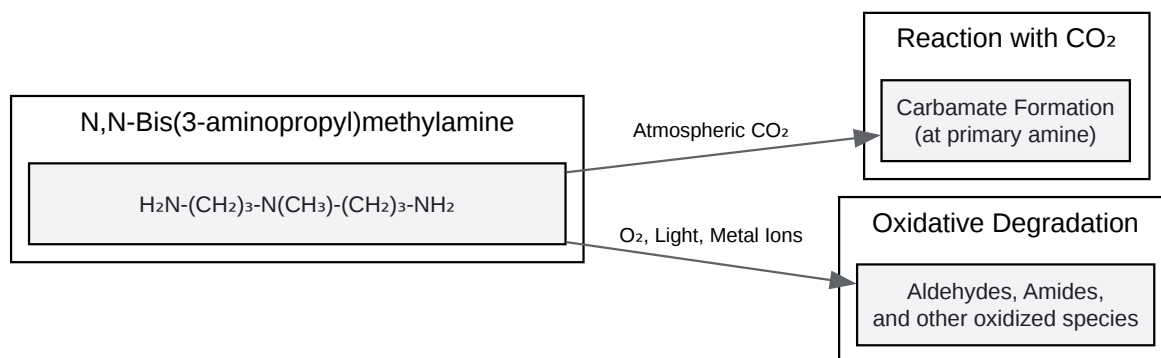 Reaction with CO₂
Carbamate Formation
(at primary amine)
N,N-Bis(3-aminopropyl)methylamine
Atmospheric CO₂
H₂N-(CH₂)₃-N(CH₃)-(CH₂)₃-NH₂
O₂, Light, Metal Ions
Oxidative Degradation
Aldehydes, Amides,
and other oxidized species